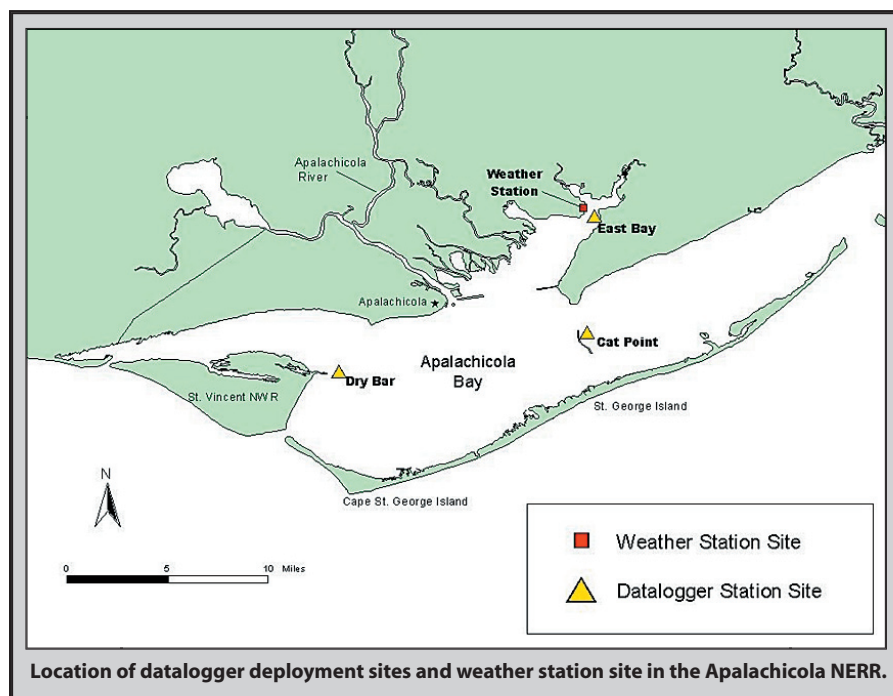 Apalachicola
River
Weather
Station
East Bay
Apalachicola
Cat Point
Apalachicola
Bay
Dry Bar
St. Vincent NWR
St. George Island
Cape St. George Island
N
0 5 10 Miles
Weather Station Site
Datalogger Station Site
Location of datalogger deployment sites and weather station site in the Apalachicola NERR.